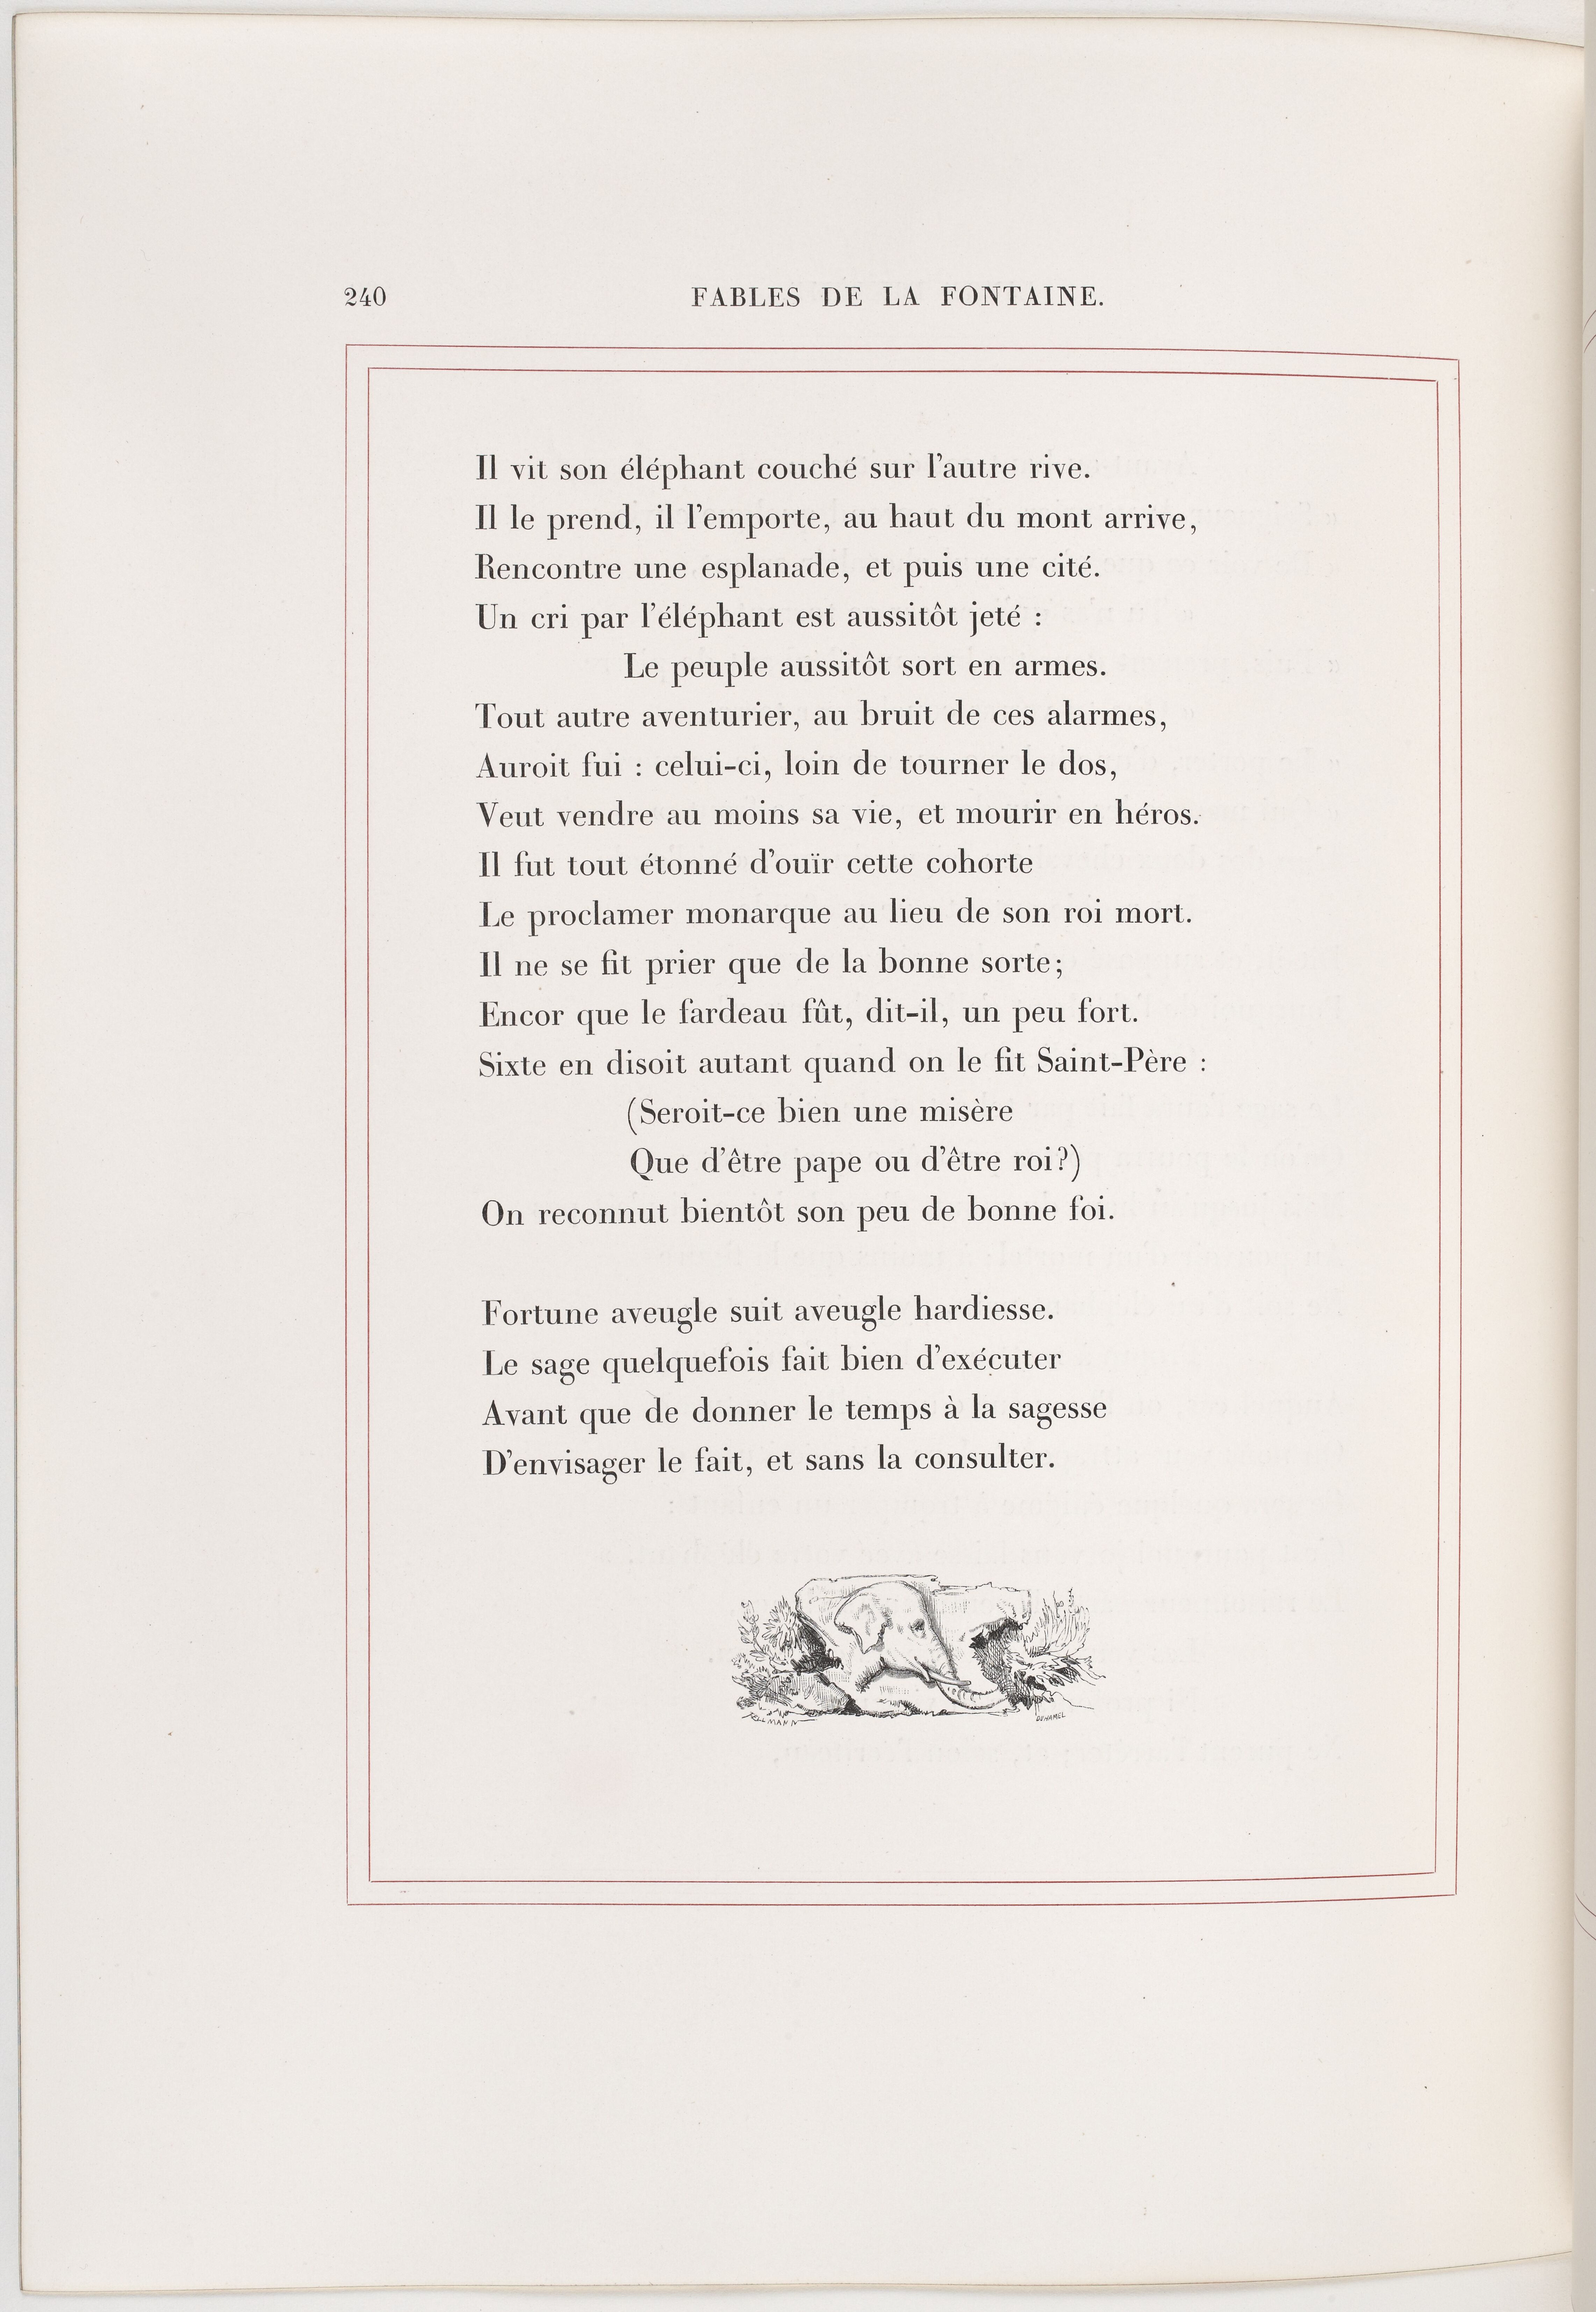 240
FABLES DE LA FONTAINE.
Il vit son éléphant couché sur l'autre rive.
Il le prend, il l'emporte, au haut du mont arrive,
Rencontre une esplanade, et puis une cité.
Un cri par l'éléphant est aussitôt jeté :
Le peuple aussitôt sort en armes.
Tout autre aventurier, au bruit de ces alarmes,
Auroit fui : celui-ci, loin de tourner le dos,
Veut vendre au moins sa vie, et mourir en héros.
Il fut tout étonné d'ouïr cette cohorte
Le proclamer monarque au lieu de son roi mort.
Il ne se fit prier que de la bonne sorte;
Encor que le fardeau fût, dit-il, un peu fort.
Sixte en disoit autant quand on le fit Saint-Père :
(Seroit-ce bien une misère
Que d'être pape ou d'être roi?)
On reconnut bientôt son peu de bonne foi.
Fortune aveugle suit aveugle hardiesse.
Le sage quelquefois fait bien d'exécuter
Avant que de donner le temps à la sagesse
D'envisager le fait, et sans la consulter.
DEHAMEL